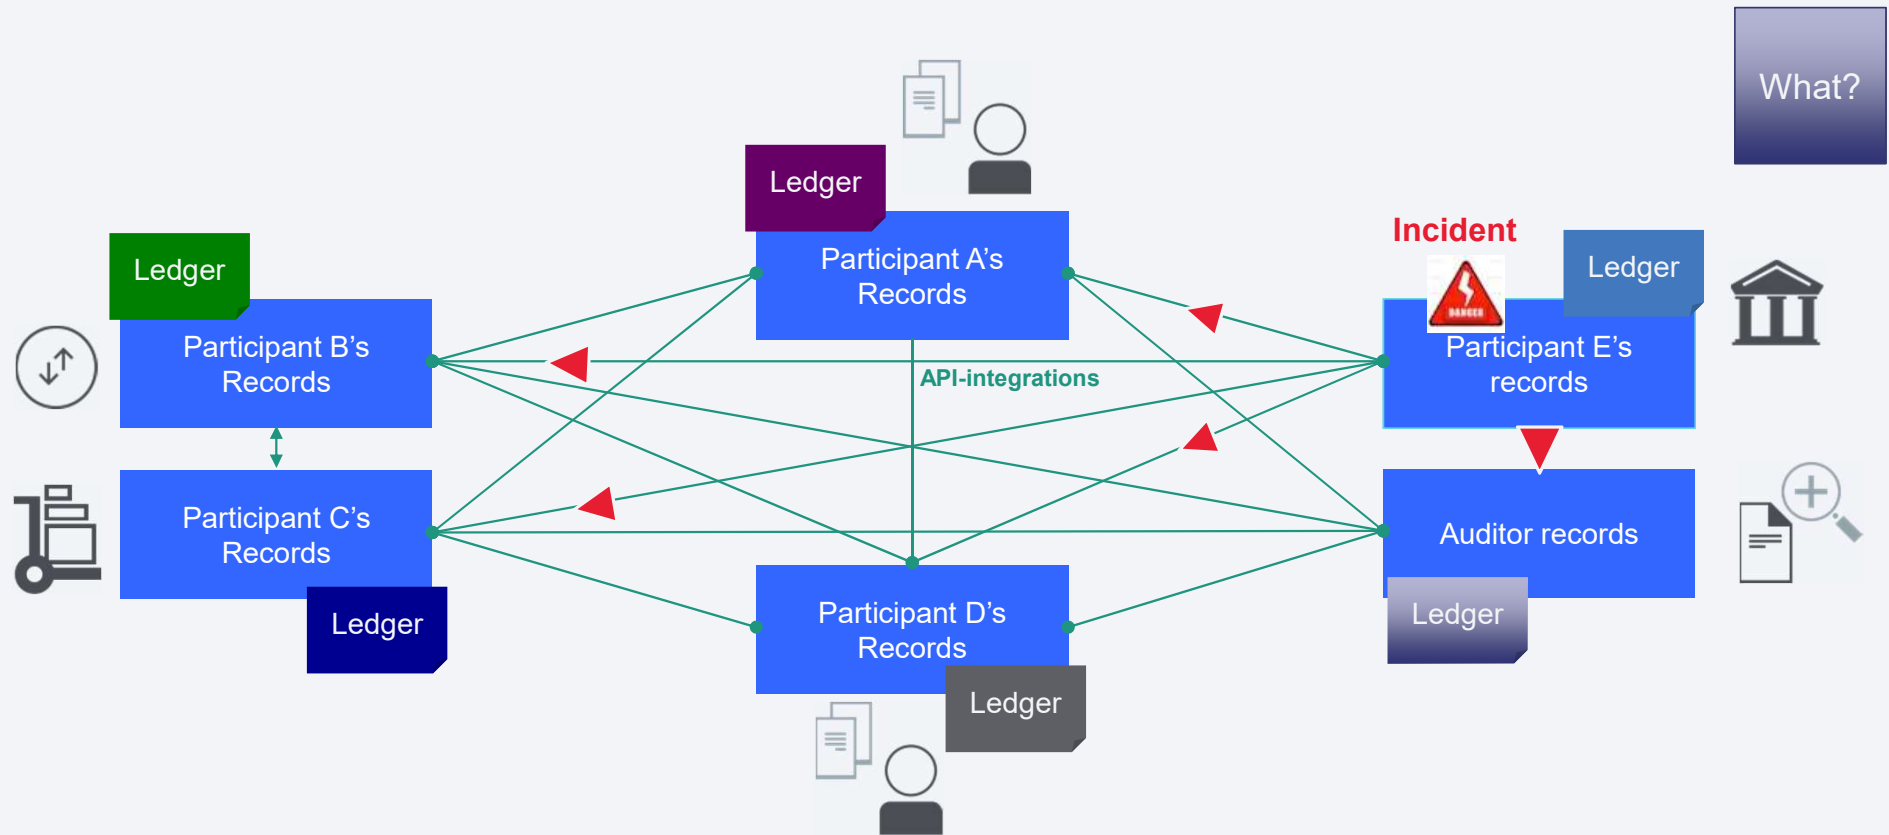 What?
Ledger
Participant A's
Records
Incident
Ledger
DANGER
Participant E's
records
Ledger
Participant B's
Records
API-integrations
Participant C's
Records
Ledger
Auditor records
Ledger
Participant D's
Records
Ledger